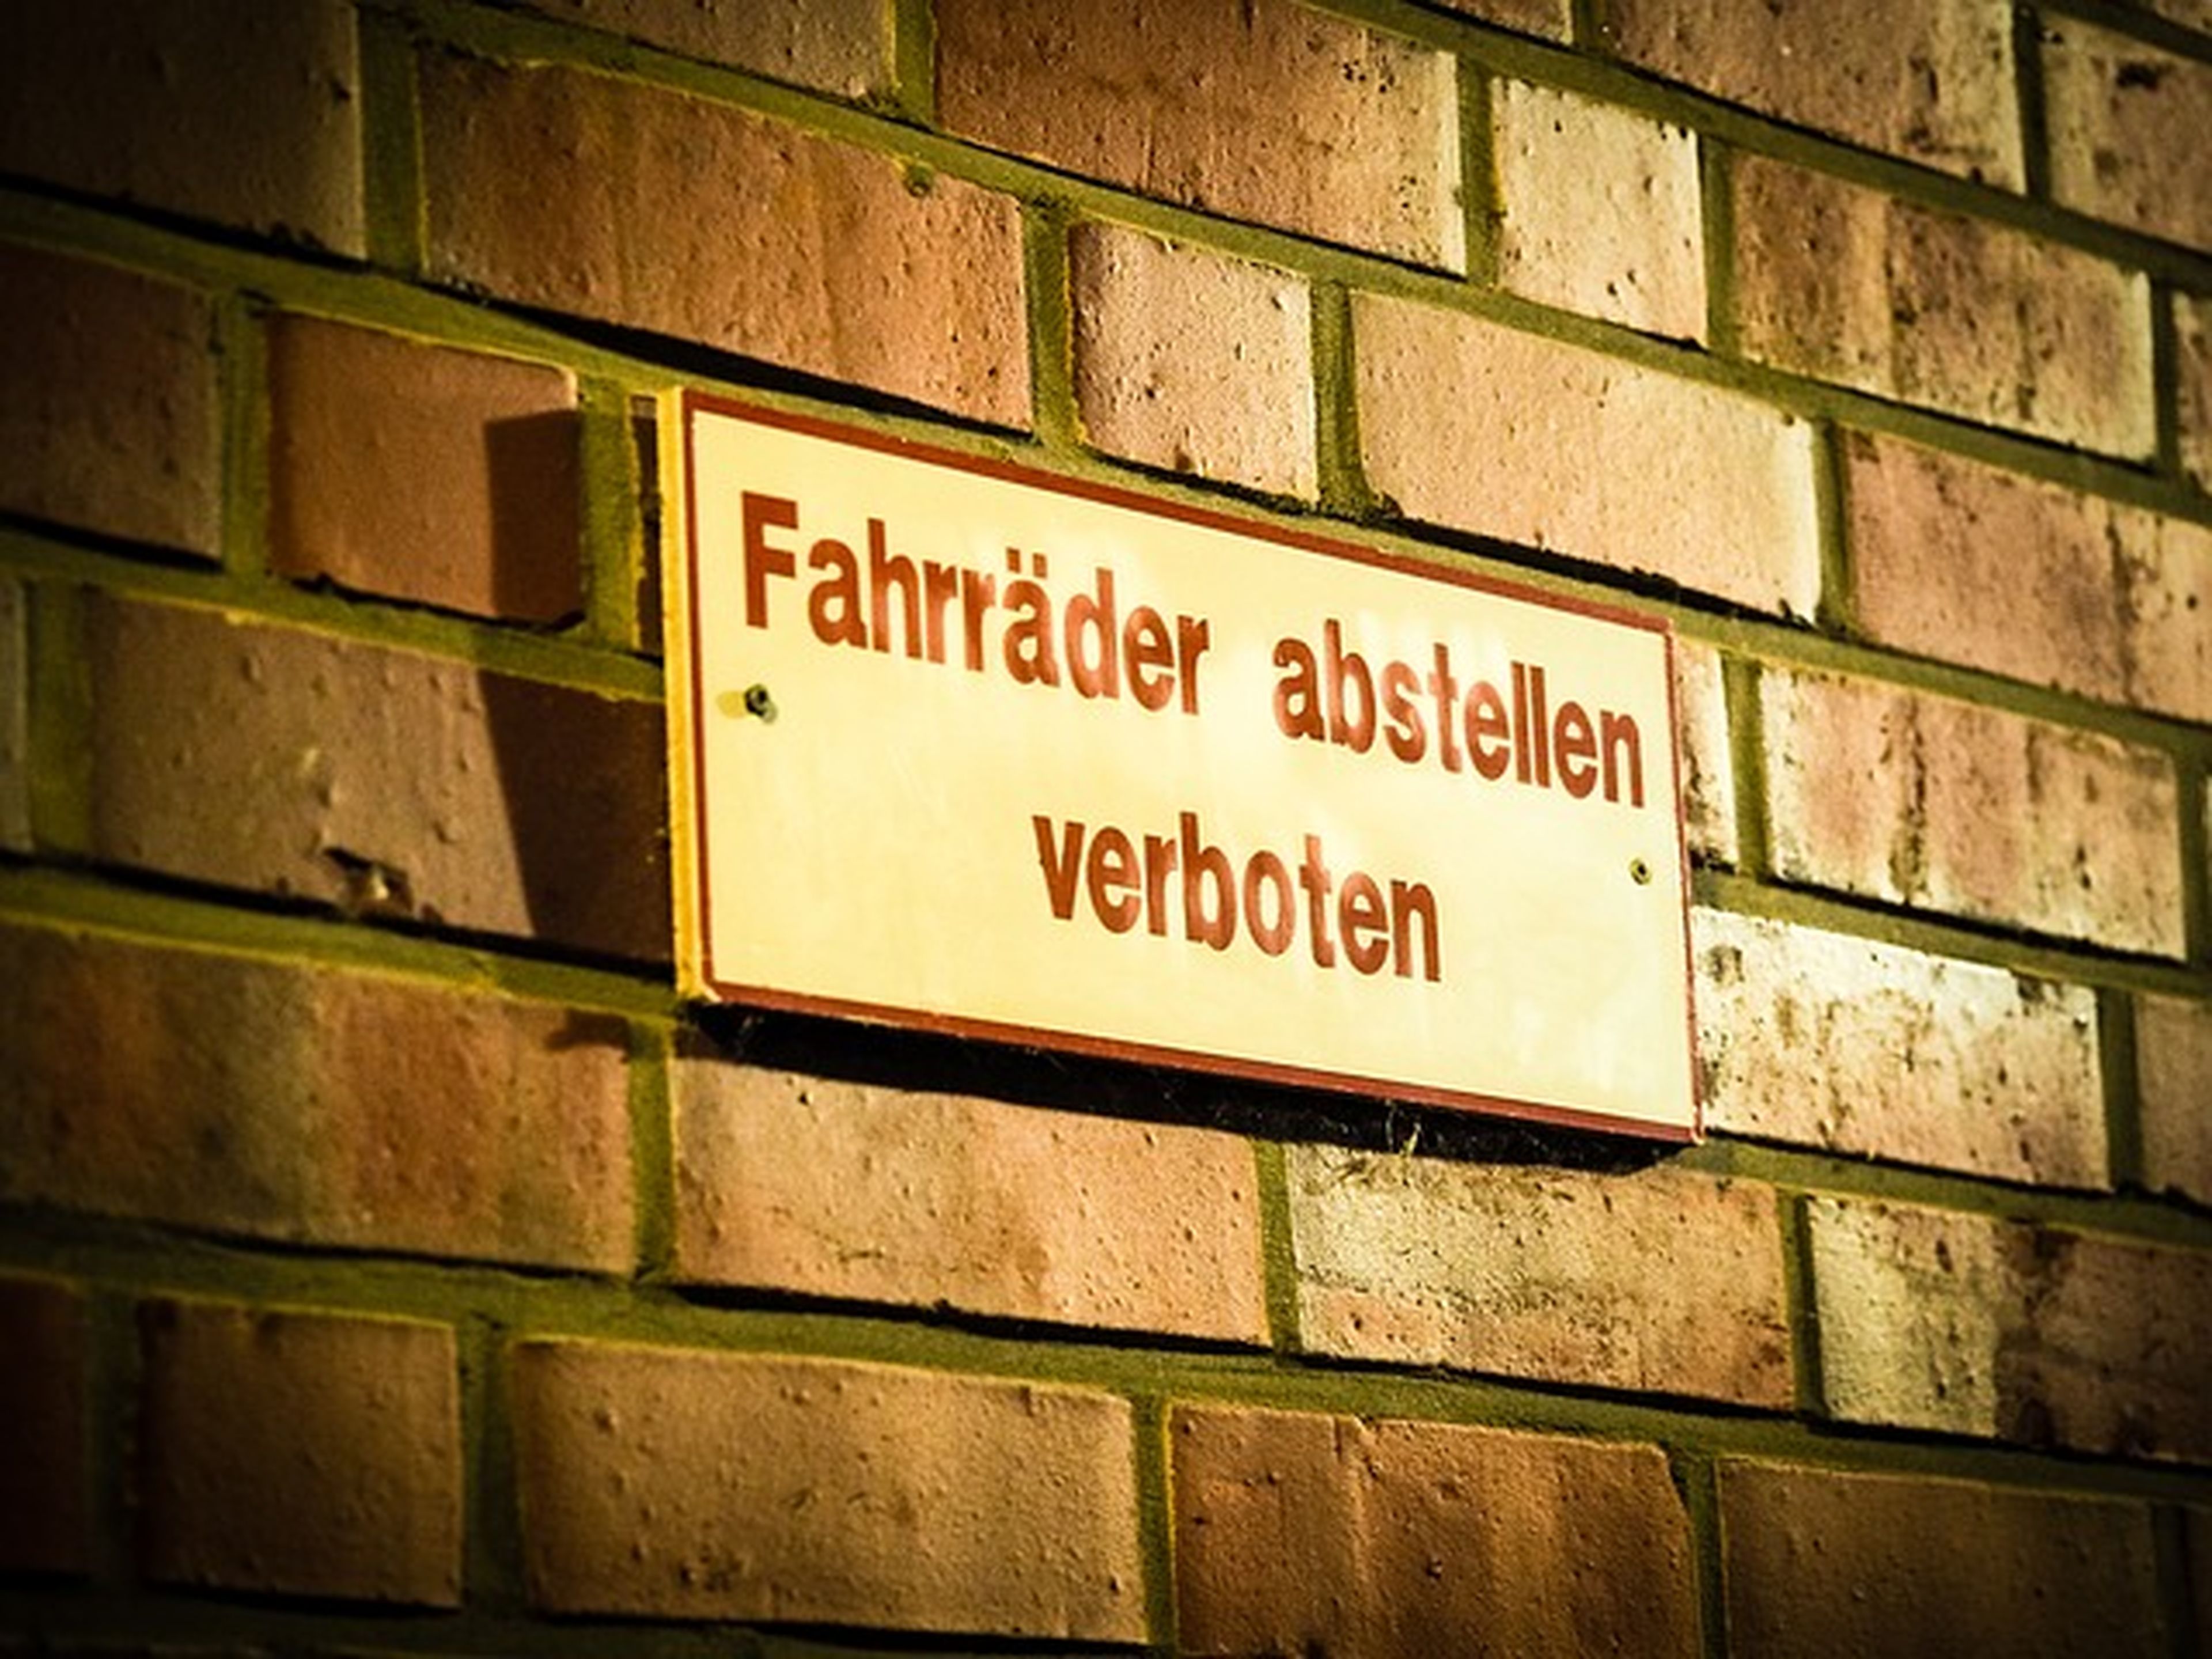 Fahrräder abstellen
verboten